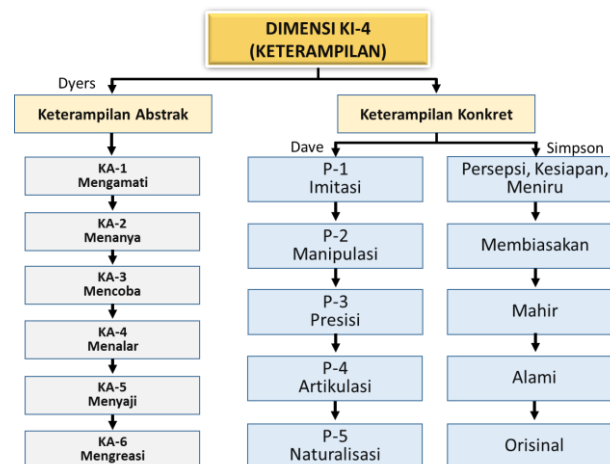 DIMENSI KI-4
(KETERAMPILAN)
Dyers
Keterampilan Abstrak
KA-1
Mengamati
KA-2
Menanya
KA-3
Mencoba
KA-4
Menalar
KA-5
Menyaji
KA-6
Mengreasi
Keterampilan Konkret
Dave
P-1
Imitasi
P-2
Manipulasi
P-3
Presisi
P-4
Artikulasi
P-5
Naturalisasi
Simpson
Persepsi, Kesiapan,
Meniru
Membiasakan
Mahir
Alami
Orisinal